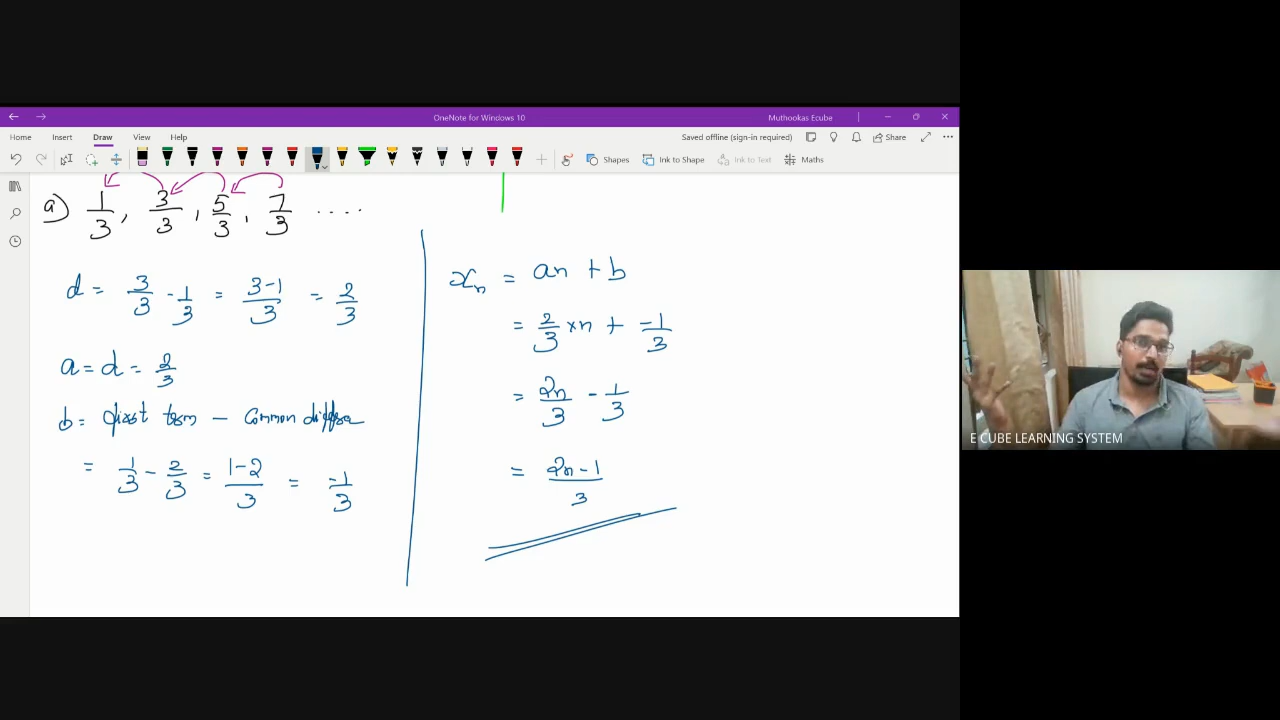 OneNote for Windows 10
Muthookas Ecube
Home Insert Draw View Help
Saved offline (sign-in required)
Share
Shapes
Ink to Shape
Ink to Text
Maths
a) 1/3, 3/3, 5/3, 7/3 ....
d = 3/3 - 1/3 = 3-1/3 = 2/3
a = d = 2/3
b = first term - Common
= 1/3 - 2/3 = 1-2/3 = -1/3
xn = an + b
= 2/3 × n + -1/3
= 2n/3 - 1/3
= 2n-1/3
E CUBE LEARNING SYSTEM